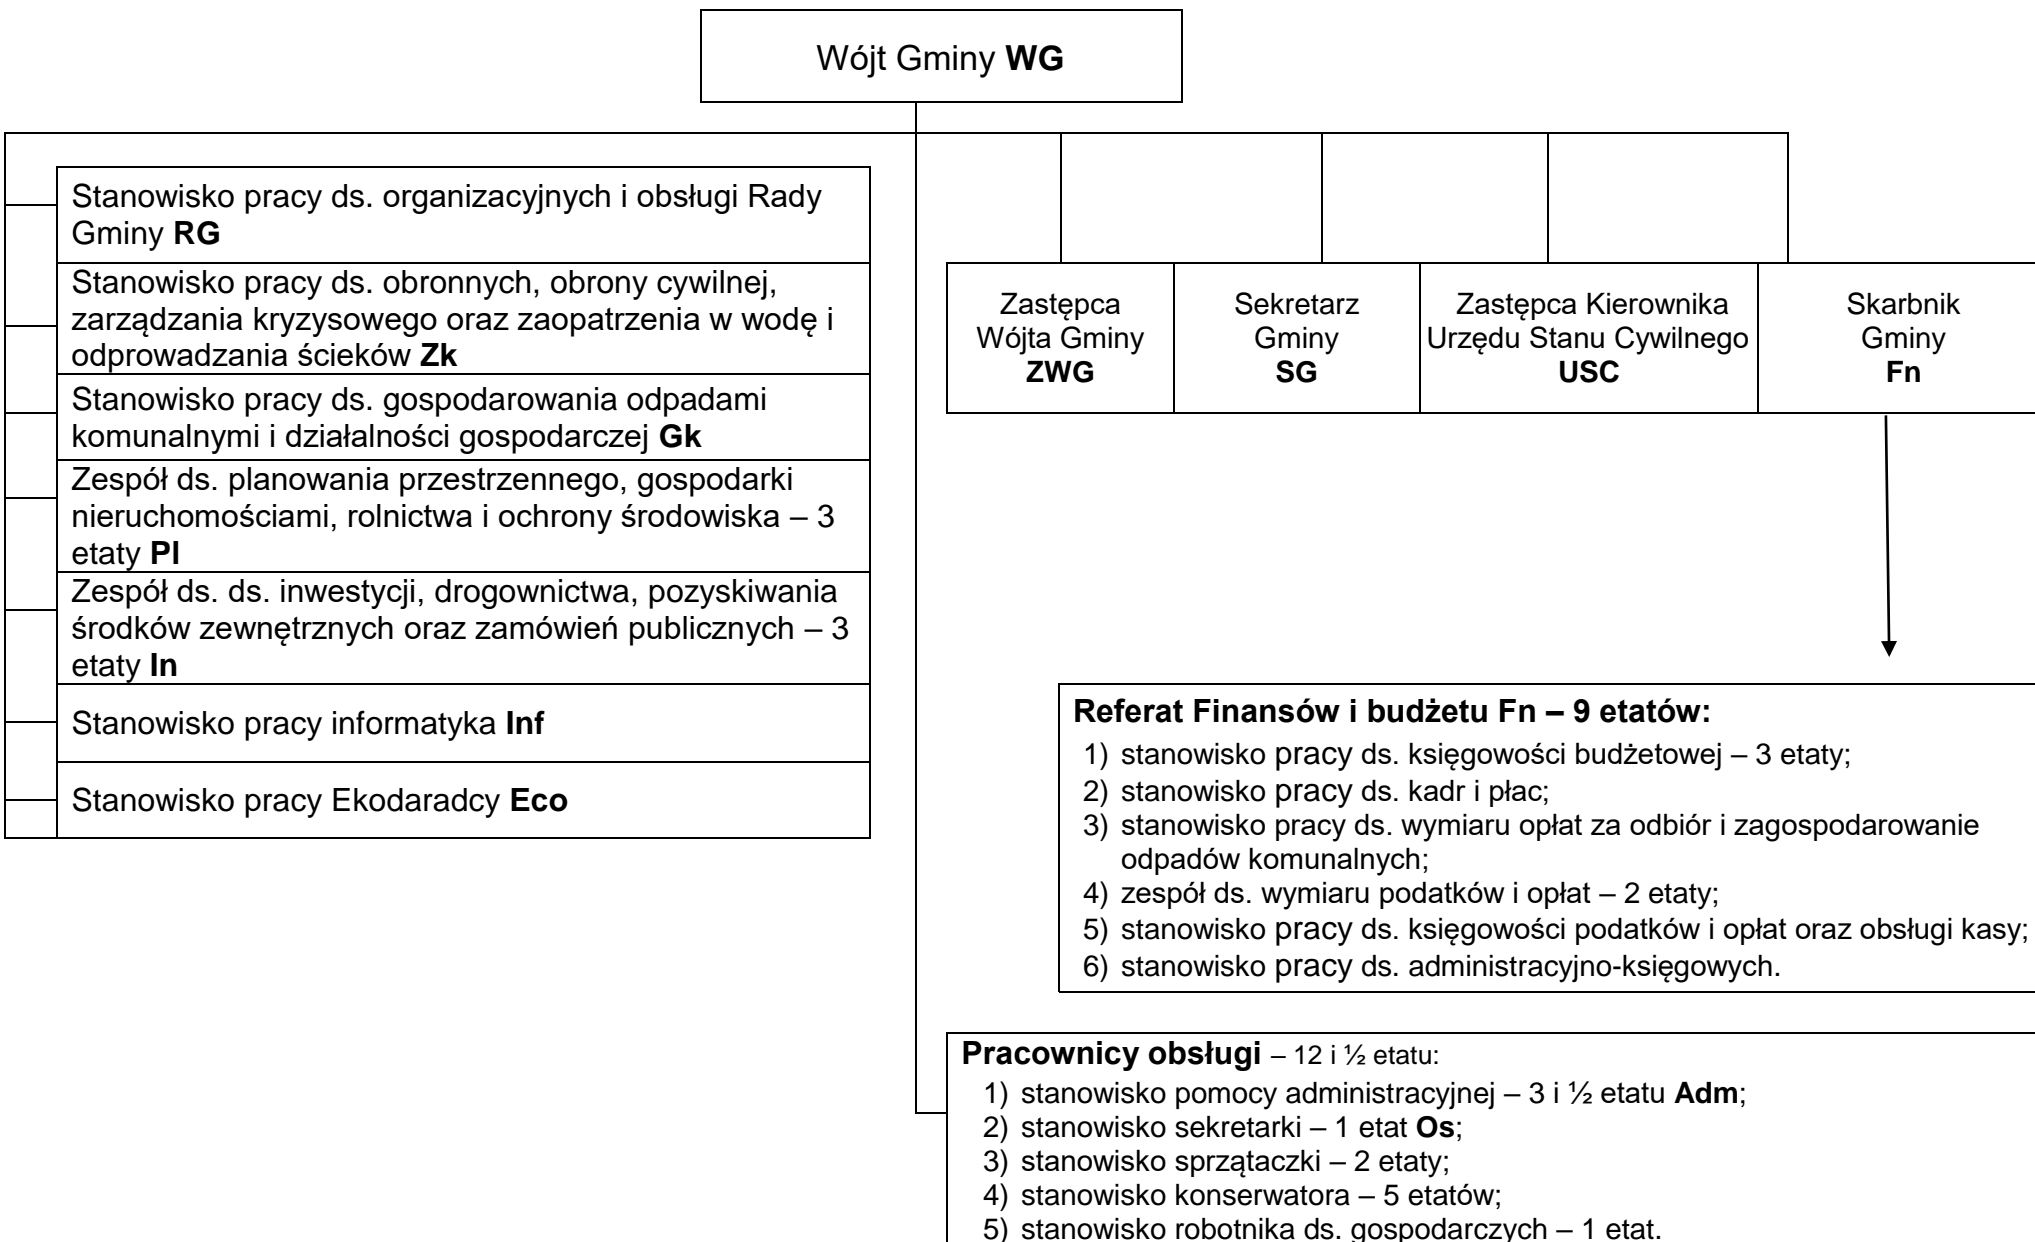 Wójt Gminy WG
Stanowisko pracy ds. organizacyjnych i obsługi Rady
Gminy RG
Stanowisko pracy ds. obronnych, obrony cywilnej,
zarządzania kryzysowego oraz zaopatrzenia w wodę i
odprowadzania ścieków Zk
Stanowisko pracy ds. gospodarowania odpadami
komunalnymi i działalności gospodarczej Gk
Zespół ds. planowania przestrzennego, gospodarki
nieruchomościami, rolnictwa i ochrony środowiska – 3
etaty Pl
Zespół ds. ds. inwestycji, drogownictwa, pozyskiwania
środków zewnętrznych oraz zamówień publicznych – 3
etaty In
Stanowisko pracy informatyka Inf
Stanowisko pracy Ekodaradcy Eco
Zastępca
Wójta Gminy
ZWG
Sekretarz
Gminy
SG
Zastępca Kierownika
Urzędu Stanu Cywilnego
USC
Skarbnik
Gminy
Fn
Referat Finansów i budżetu Fn – 9 etatów:
1) stanowisko pracy ds. księgowości budżetowej – 3 etaty;
2) stanowisko pracy ds. kadr i płac;
3) stanowisko pracy ds. wymiaru opłat za odbiór i zagospodarowanie
odpadów komunalnych;
4) zespół ds. wymiaru podatków i opłat – 2 etaty;
5) stanowisko pracy ds. księgowości podatków i opłat oraz obsługi kasy;
6) stanowisko pracy ds. administracyjno-księgowych.
Pracownicy obsługi – 12 i ½ etatu:
1) stanowisko pomocy administracyjnej – 3 i ½ etatu Adm;
2) stanowisko sekretarki – 1 etat Os;
3) stanowisko sprzątaczki – 2 etaty;
4) stanowisko konserwatora – 5 etatów;
5) stanowisko robotnika ds. gospodarczych – 1 etat.